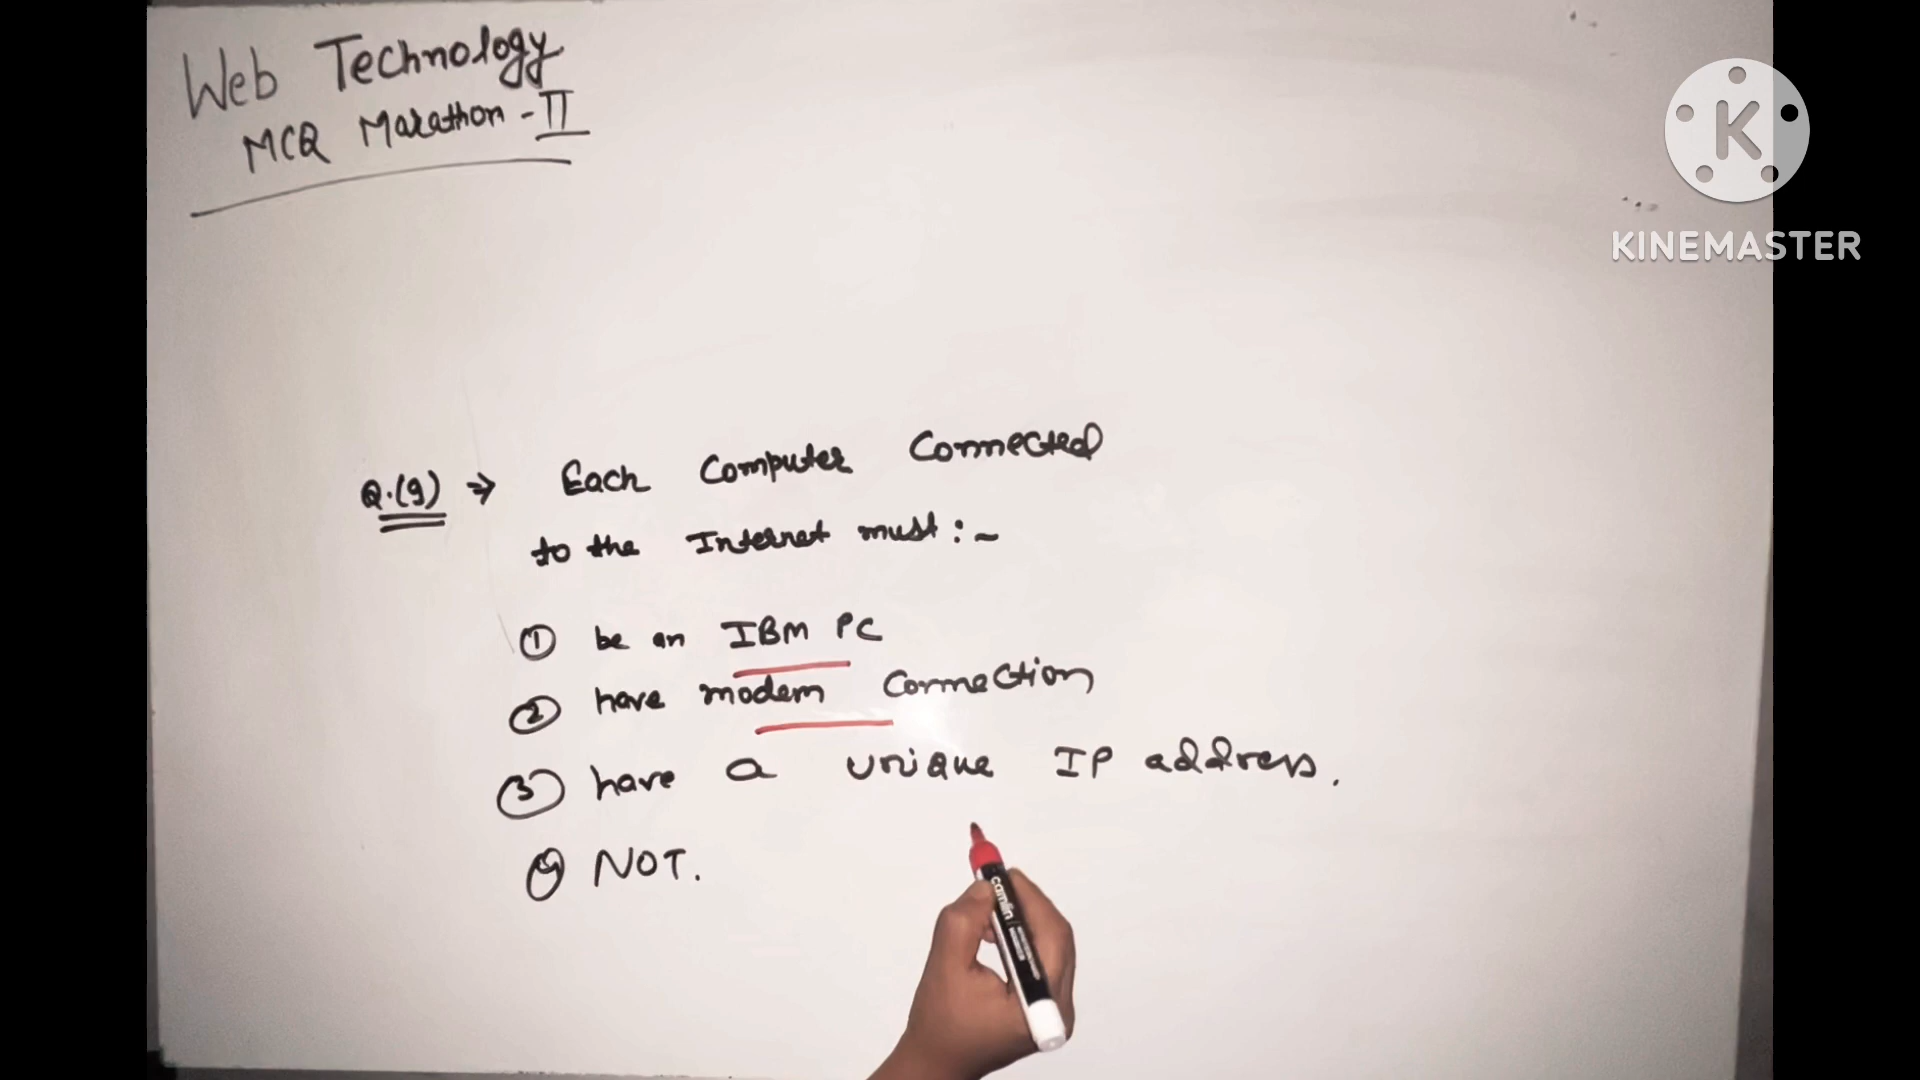 Web Technology
MCQ Marathon - II
K
KINEMASTER
Q.(9) → Each Computer Connected
to the Internet must :~
① be an IBM PC
② have modem Connection
③ have a unique IP address.
④ NOT.
camlin